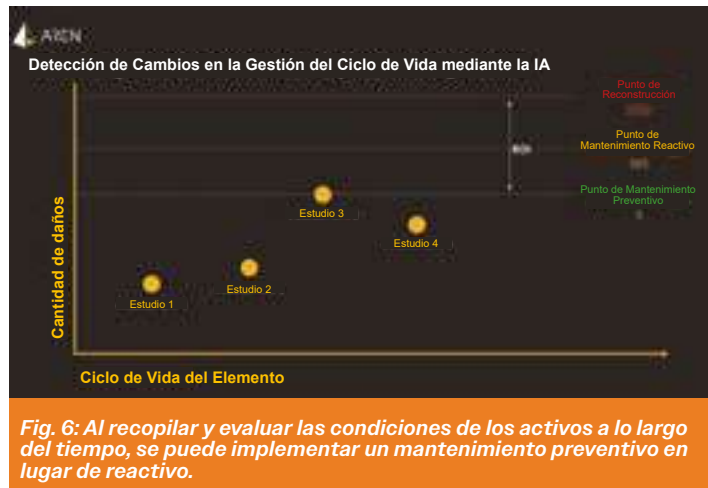 AREN
Detección de Cambios en la Gestión del Ciclo de Vida mediante la IA
Punto de
Reconstrucción
Punto de
Mantenimiento Reactivo
Punto de Mantenimiento
Preventivo
Estudio 3
Estudio 4
Estudio 2
Estudio 1
Cantidad de daños
Ciclo de Vida del Elemento
Fig. 6: Al recopilar y evaluar las condiciones de los activos a lo largo
del tiempo, se puede implementar un mantenimiento preventivo en
lugar de reactivo.